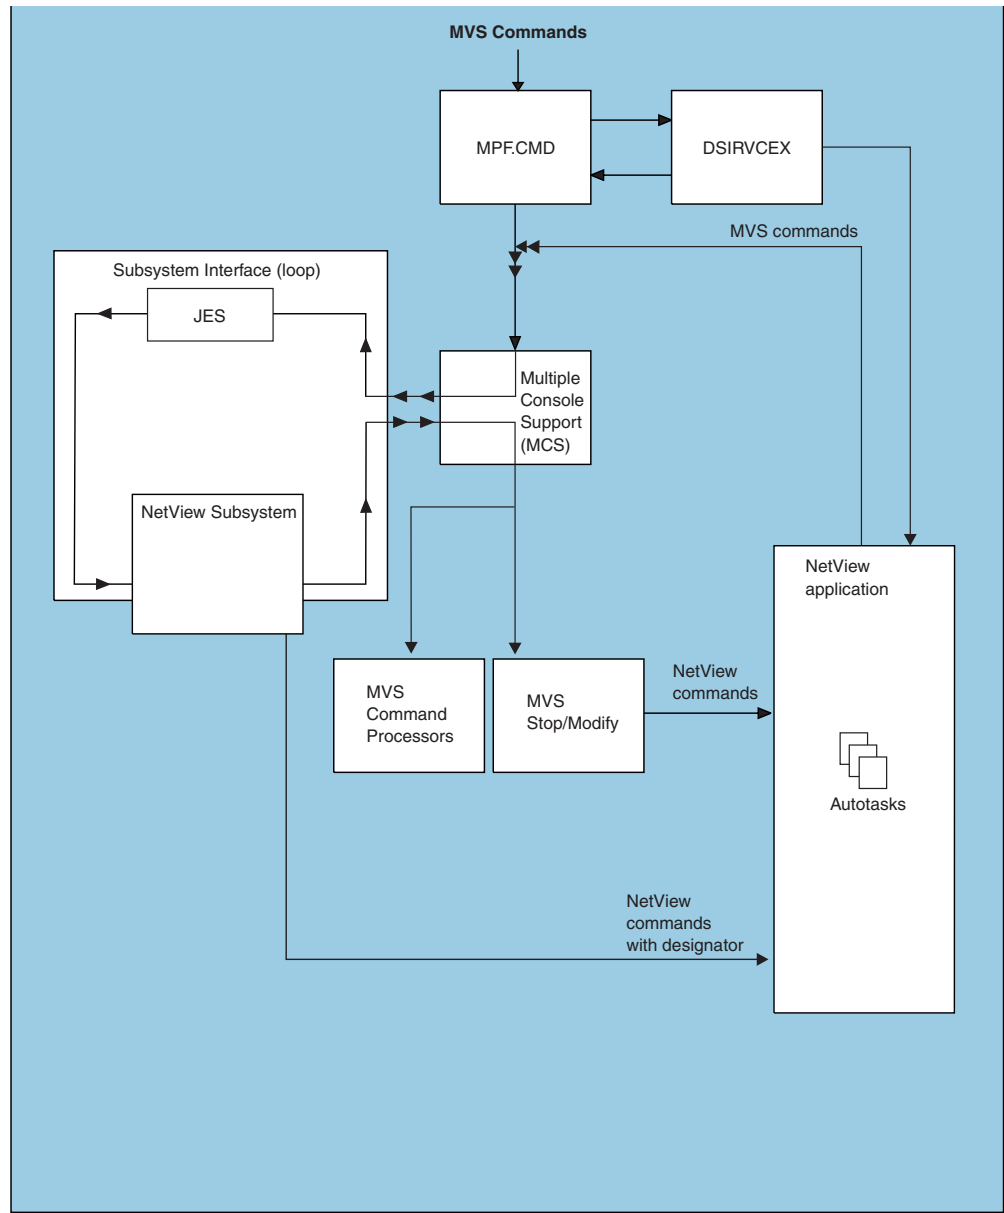 MVS Commands
MPF.CMD
DSIRVCEX
MVS commands
Subsystem Interface (loop)
JES
Multiple
Console
Support
(MCS)
NetView Subsystem
NetView
application
MVS
Command
Processors
MVS
Stop/Modify
NetView
commands
Autotasks
NetView
commands
with designator